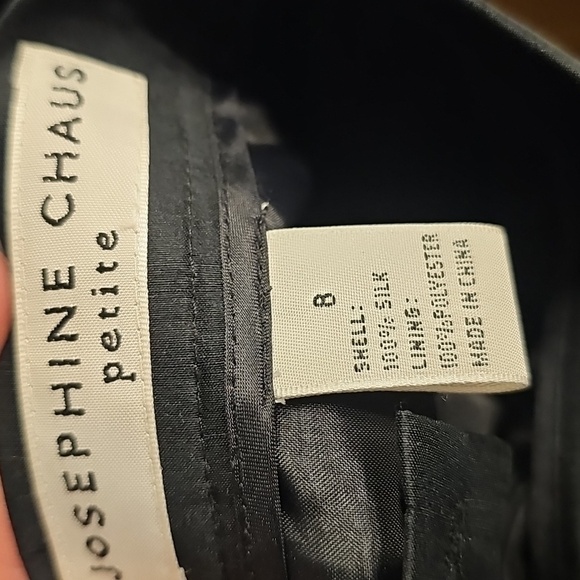 JOSEPHINE CHAUS
petite
8
SHELL:
100% SILK
LINING:
100%POLYESTER
MADE IN CHINA